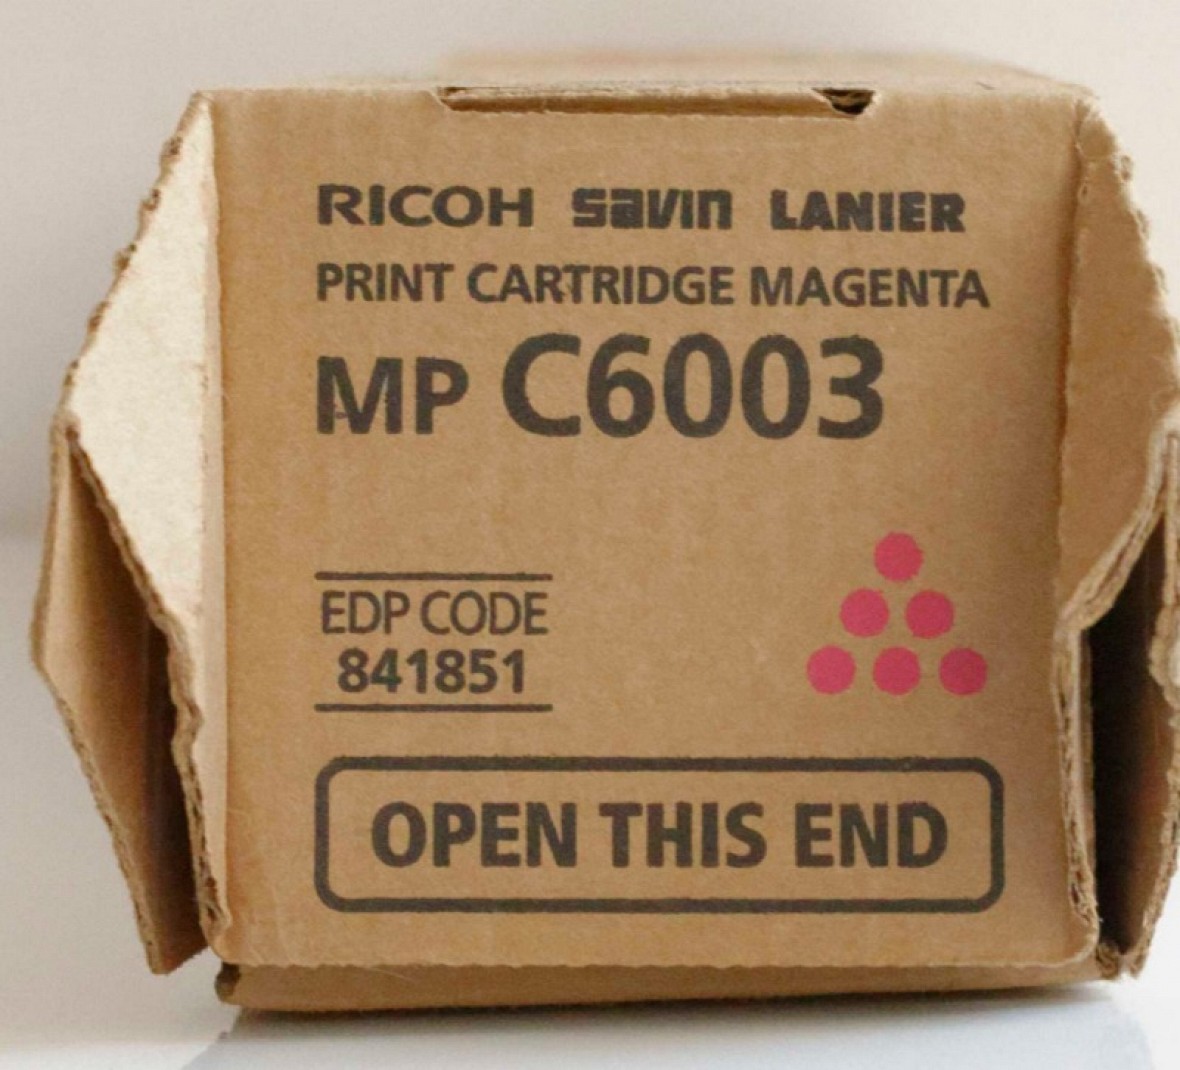 RICOH Savin LANIER
PRINT CARTRIDGE MAGENTA
MP C6003
EDP CODE
841851
OPEN THIS END